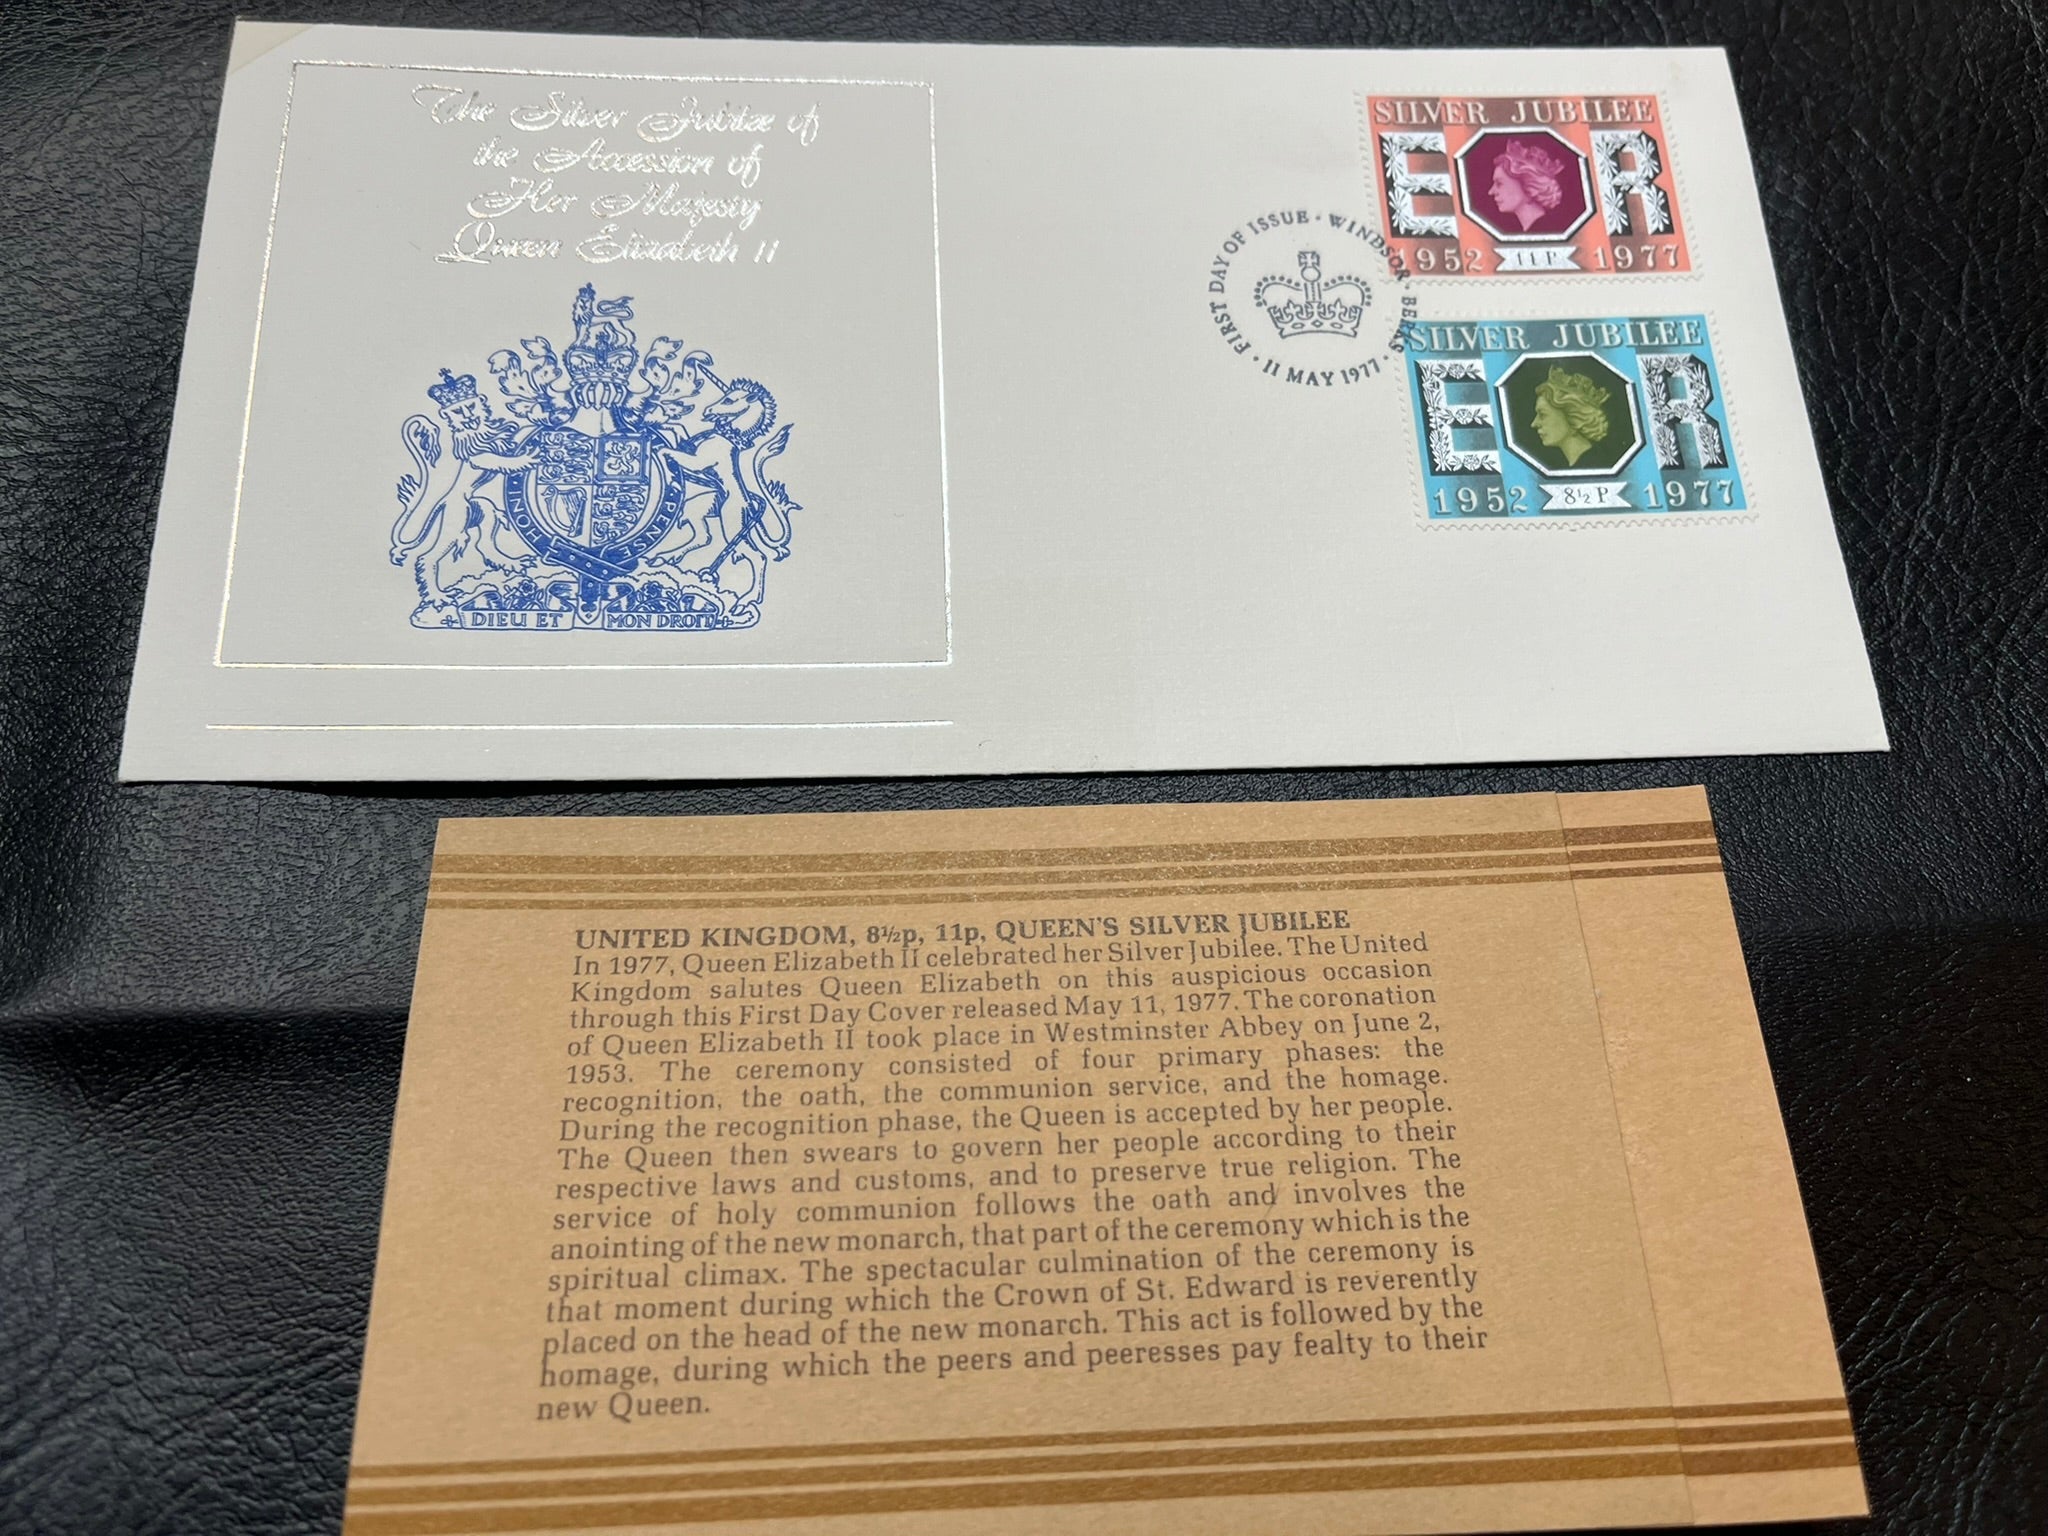 The Silver Jubilee of
the Accession of
Her Majesty
Queen Elizabeth II
HONI
PENSE
DIEU ET MON DROIT
FIRST DAY OF ISSUE · WINDSOR · BERKS
· 11 MAY 1977 ·
SILVER JUBILEE
E R
1952 11P 1977
SILVER JUBILEE
E R
1952 8½P 1977
UNITED KINGDOM, 8½p, 11p, QUEEN'S SILVER JUBILEE
In 1977, Queen Elizabeth II celebrated her Silver Jubilee. The United
Kingdom salutes Queen Elizabeth on this auspicious occasion
through this First Day Cover released May 11, 1977. The coronation
of Queen Elizabeth II took place in Westminster Abbey on June 2,
1953. The ceremony consisted of four primary phases: the
recognition, the oath, the communion service, and the homage.
During the recognition phase, the Queen is accepted by her people.
The Queen then swears to govern her people according to their
respective laws and customs, and to preserve true religion. The
service of holy communion follows the oath and involves the
anointing of the new monarch, that part of the ceremony which is the
spiritual climax. The spectacular culmination of the ceremony is
that moment during which the Crown of St. Edward is reverently
placed on the head of the new monarch. This act is followed by the
homage, during which the peers and peeresses pay fealty to their
new Queen.